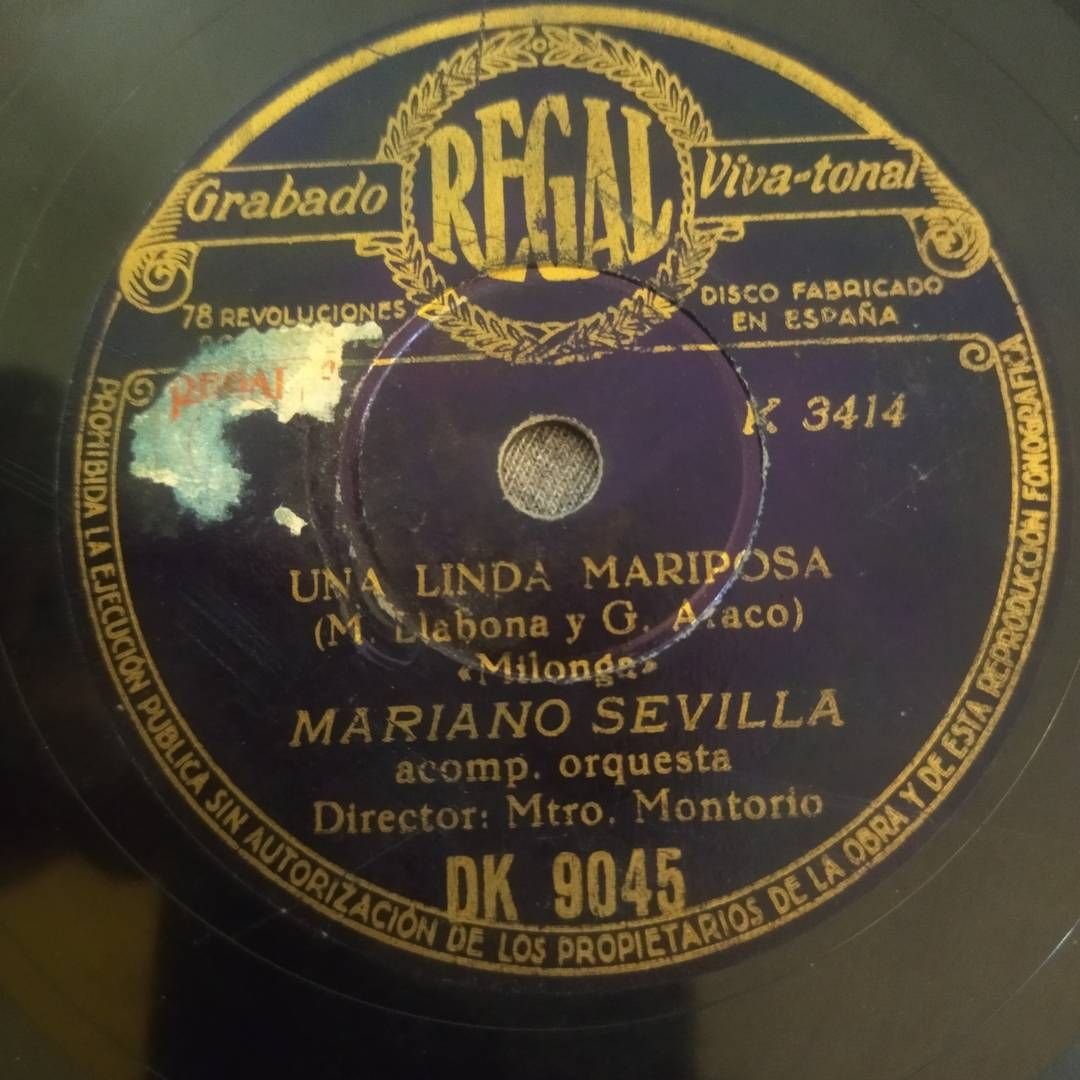 REGAL
Grabado
Viva-tonal
78 REVOLUCIONES
DISCO FABRICADO
EN ESPAÑA
REGAL
K 3414
UNA LINDA MARIPOSA
(M. Llabona y G. Araco)
«Milonga»
MARIANO SEVILLA
acomp. orquesta
Director: Mtro. Montorio
DK 9045
PROHIBIDA LA EJECUCIÓN PUBLICA SIN AUTORIZACIÓN DE LOS PROPIETARIOS DE LA OBRA Y DE ESTA REPRODUCCIÓN FONOGRAFICA